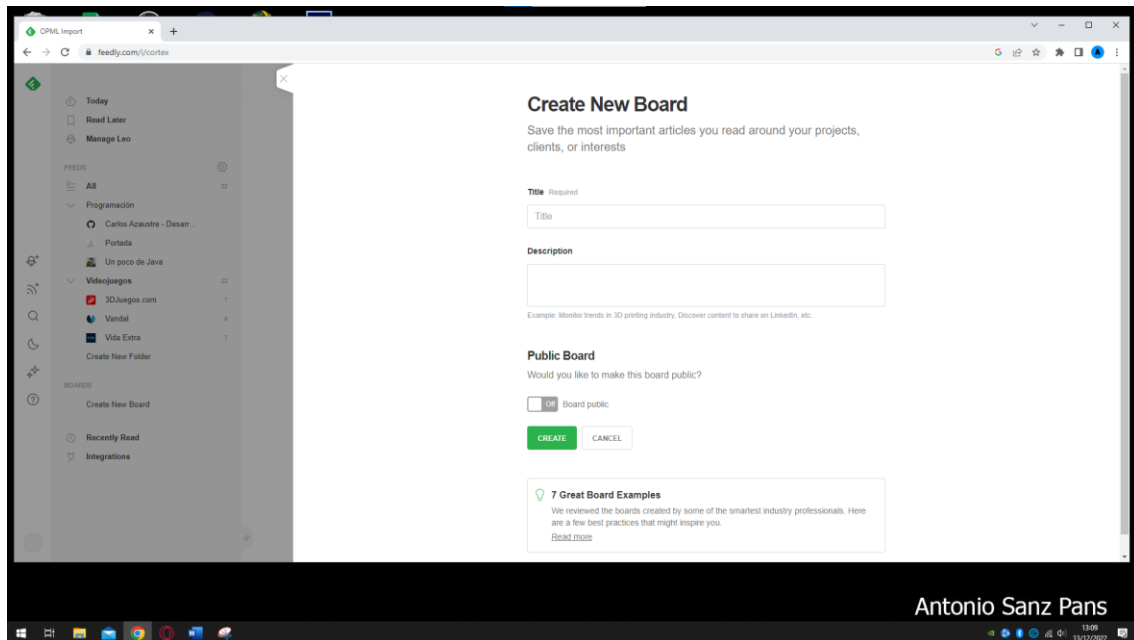 OPML Import
feedly.com/i/cortex
Today
Read Later
Manage Leo
FEEDS
All 22
Programación
Carlos Azaustre - Desarr...
Portada
Un poco de Java
Videojuegos 22
3DJuegos.com 7
Vandal 8
Vida Extra 7
Create New Folder
BOARDS
Create New Board
Recently Read
Integrations
Create New Board
Save the most important articles you read around your projects,
clients, or interests
Title Required
Title
Description
Example: Monitor trends in 3D printing industry, Discover content to share on LinkedIn, etc.
Public Board
Would you like to make this board public?
Off Board public
CREATE CANCEL
7 Great Board Examples
We reviewed the boards created by some of the smartest industry professionals. Here
are a few best practices that might inspire you.
Read more
Antonio Sanz Pans
13:09
13/12/2022